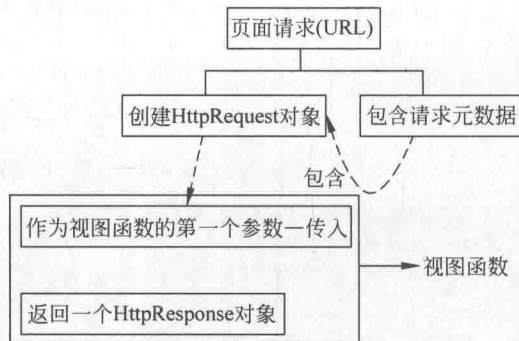 页面请求(URL)
创建HttpRequest对象
包含请求元数据
包含
作为视图函数的第一个参数—传入
视图函数
返回一个HttpResponse对象